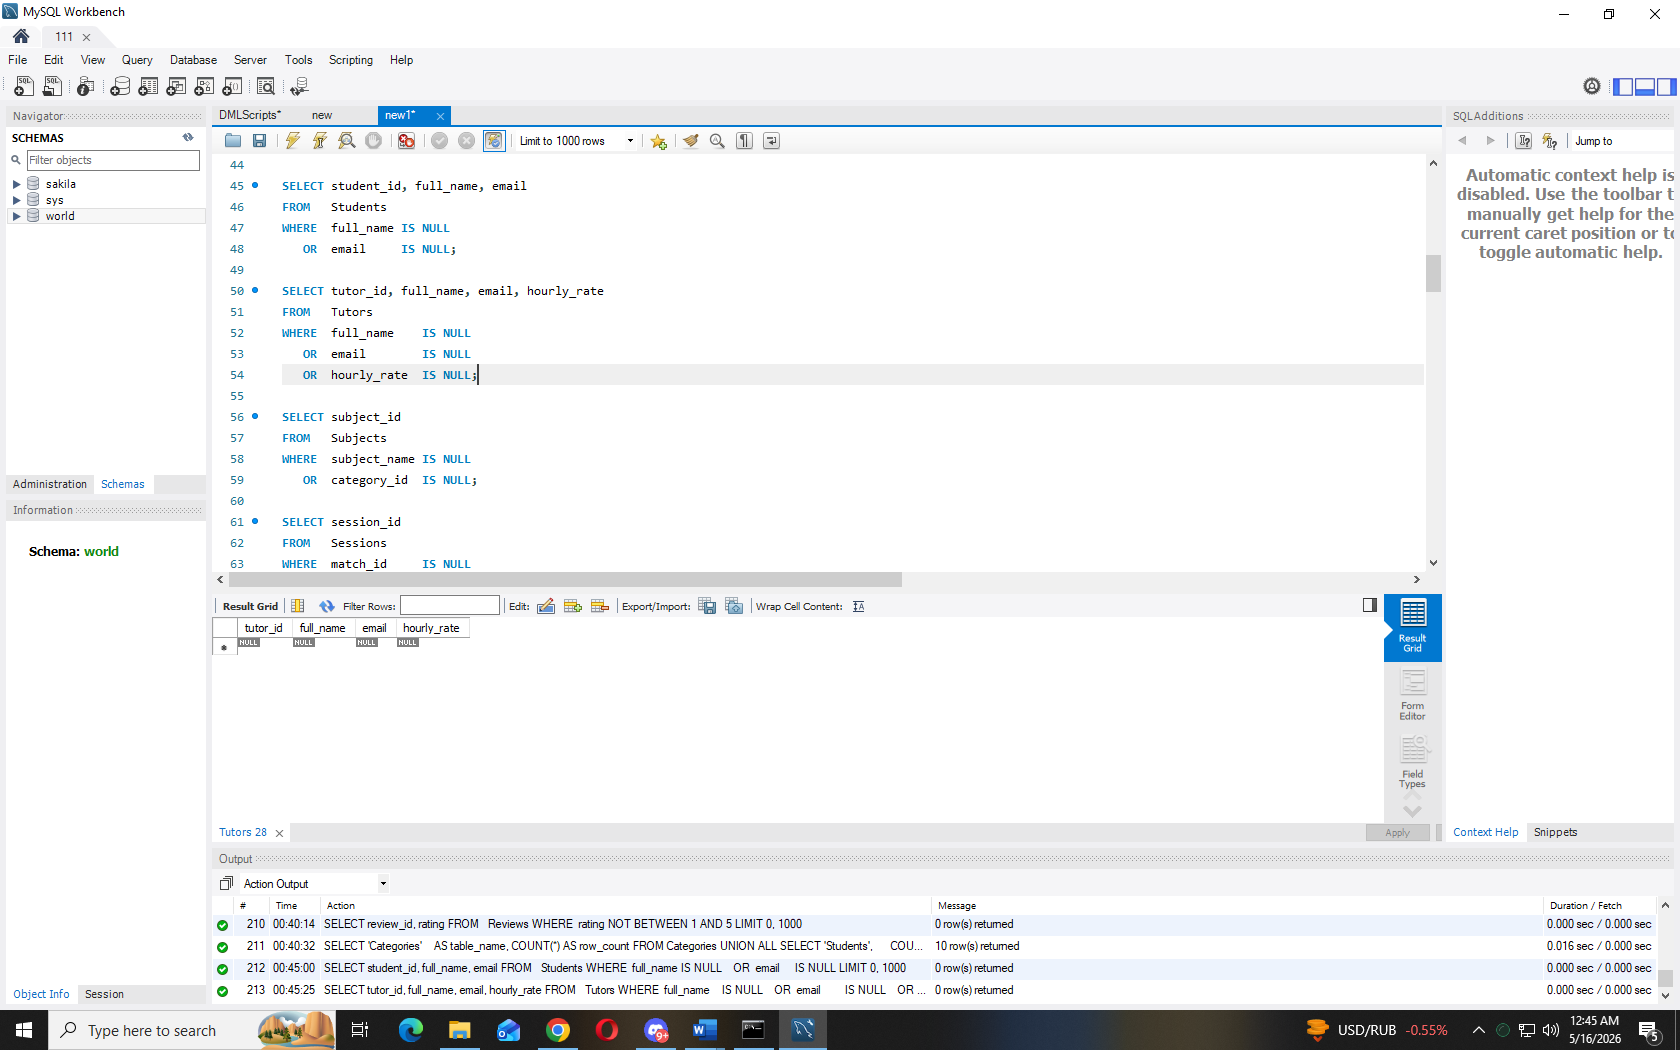 MySQL Workbench
111
File Edit View Query Database Server Tools Scripting Help
Navigator
SCHEMAS
Filter objects
sakila
sys
world
Administration Schemas
Information
Schema: world
Object Info Session
DMLScripts* new new1*
Limit to 1000 rows
44
45 SELECT student_id, full_name, email
46 FROM Students
47 WHERE full_name IS NULL
48 OR email IS NULL;
49
50 SELECT tutor_id, full_name, email, hourly_rate
51 FROM Tutors
52 WHERE full_name IS NULL
53 OR email IS NULL
54 OR hourly_rate IS NULL;
55
56 SELECT subject_id
57 FROM Subjects
58 WHERE subject_name IS NULL
59 OR category_id IS NULL;
60
61 SELECT session_id
62 FROM Sessions
63 WHERE match_id IS NULL
Result Grid Filter Rows: Edit: Export/Import: Wrap Cell Content:
tutor_id full_name email hourly_rate
NULL NULL NULL NULL
Result
Grid
Form
Editor
Field
Types
Tutors 28
Apply
SQLAdditions
Jump to
Automatic context help is
disabled. Use the toolbar t
manually get help for the
current caret position or to
toggle automatic help.
Context Help Snippets
Output
Action Output
# Time Action Message Duration / Fetch
210 00:40:14 SELECT review_id, rating FROM Reviews WHERE rating NOT BETWEEN 1 AND 5 LIMIT 0, 1000 0 row(s) returned 0.000 sec / 0.000 sec
211 00:40:32 SELECT 'Categories' AS table_name, COUNT(*) AS row_count FROM Categories UNION ALL SELECT 'Students', COU... 10 row(s) returned 0.016 sec / 0.000 sec
212 00:45:00 SELECT student_id, full_name, email FROM Students WHERE full_name IS NULL OR email IS NULL LIMIT 0, 1000 0 row(s) returned 0.000 sec / 0.000 sec
213 00:45:25 SELECT tutor_id, full_name, email, hourly_rate FROM Tutors WHERE full_name IS NULL OR email IS NULL OR ... 0 row(s) returned 0.000 sec / 0.000 sec
Type here to search
9+
USD/RUB -0.55%
12:45 AM
5/16/2026
5